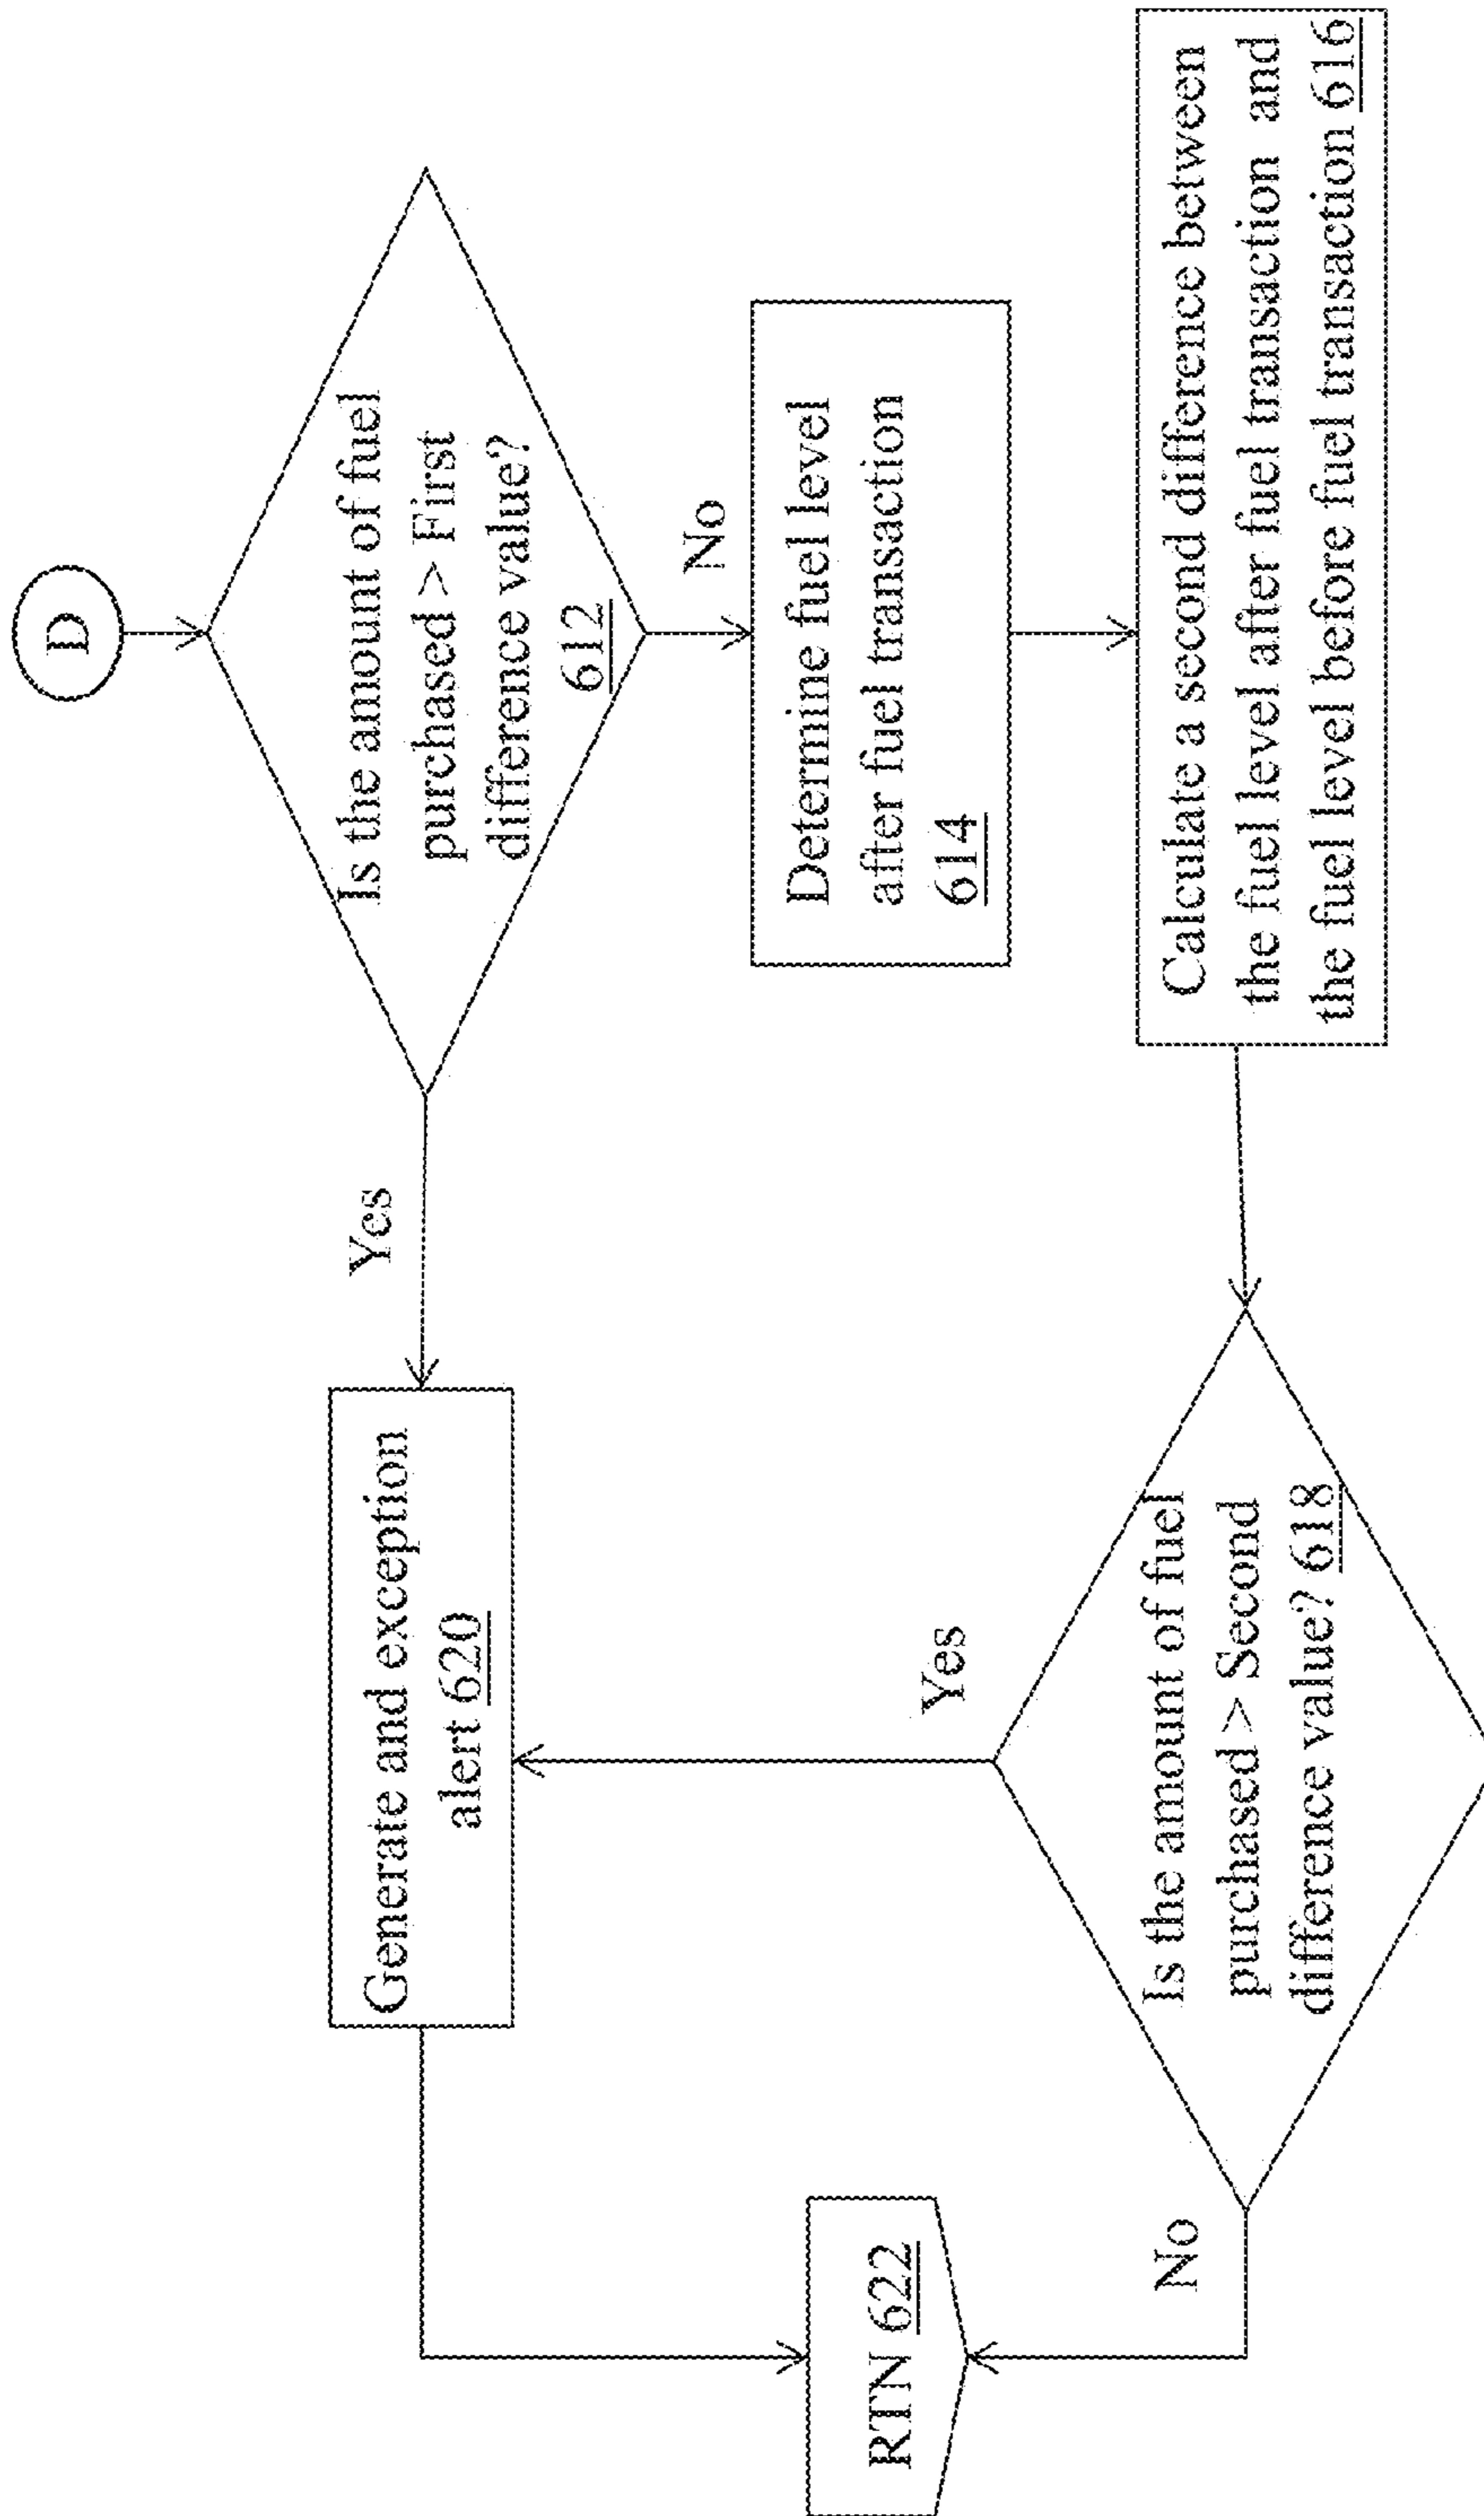 D
Is the amount of fuel
purchased > First
difference value?
612
Yes
No
Determine fuel level
after fuel transaction
614
Calculate a second difference between
the fuel level after fuel transaction and
the fuel level before fuel transaction 616
Is the amount of fuel
purchased > Second
difference value? 618
Yes
No
Generate and exception
alert 620
RTN 622